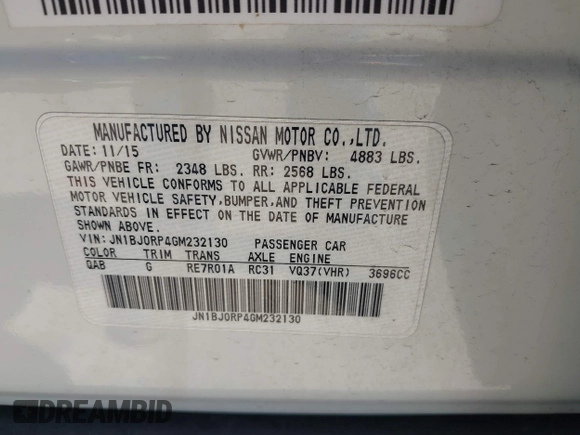 MANUFACTURED BY NISSAN MOTOR CO.,LTD.
DATE: 11/15 GVWR/PNBV: 4883 LBS.
GAWR/PNBE FR: 2348 LBS. RR: 2568 LBS.
THIS VEHICLE CONFORMS TO ALL APPLICABLE FEDERAL
MOTOR VEHICLE SAFETY, BUMPER, AND THEFT PREVENTION
STANDARDS IN EFFECT ON THE DATE OF MANUFACTURE
SHOWN ABOVE.
VIN: JN1BJ0RP4GM232130 PASSENGER CAR
COLOR TRIM TRANS AXLE ENGINE
QAB G RE7R01A RC31 VQ37(VHR) 3696CC
JN1BJ0RP4GM232130
DREAMBID